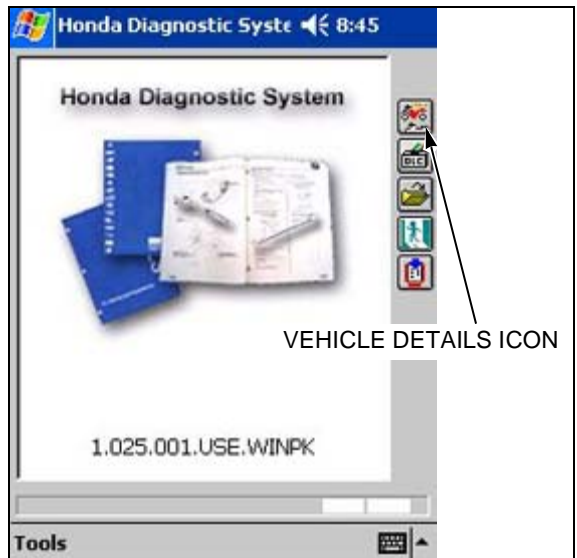 Honda Diagnostic Syste 8:45
Honda Diagnostic System
DLC
VEHICLE DETAILS ICON
1.025.001.USE.WINPK
Tools